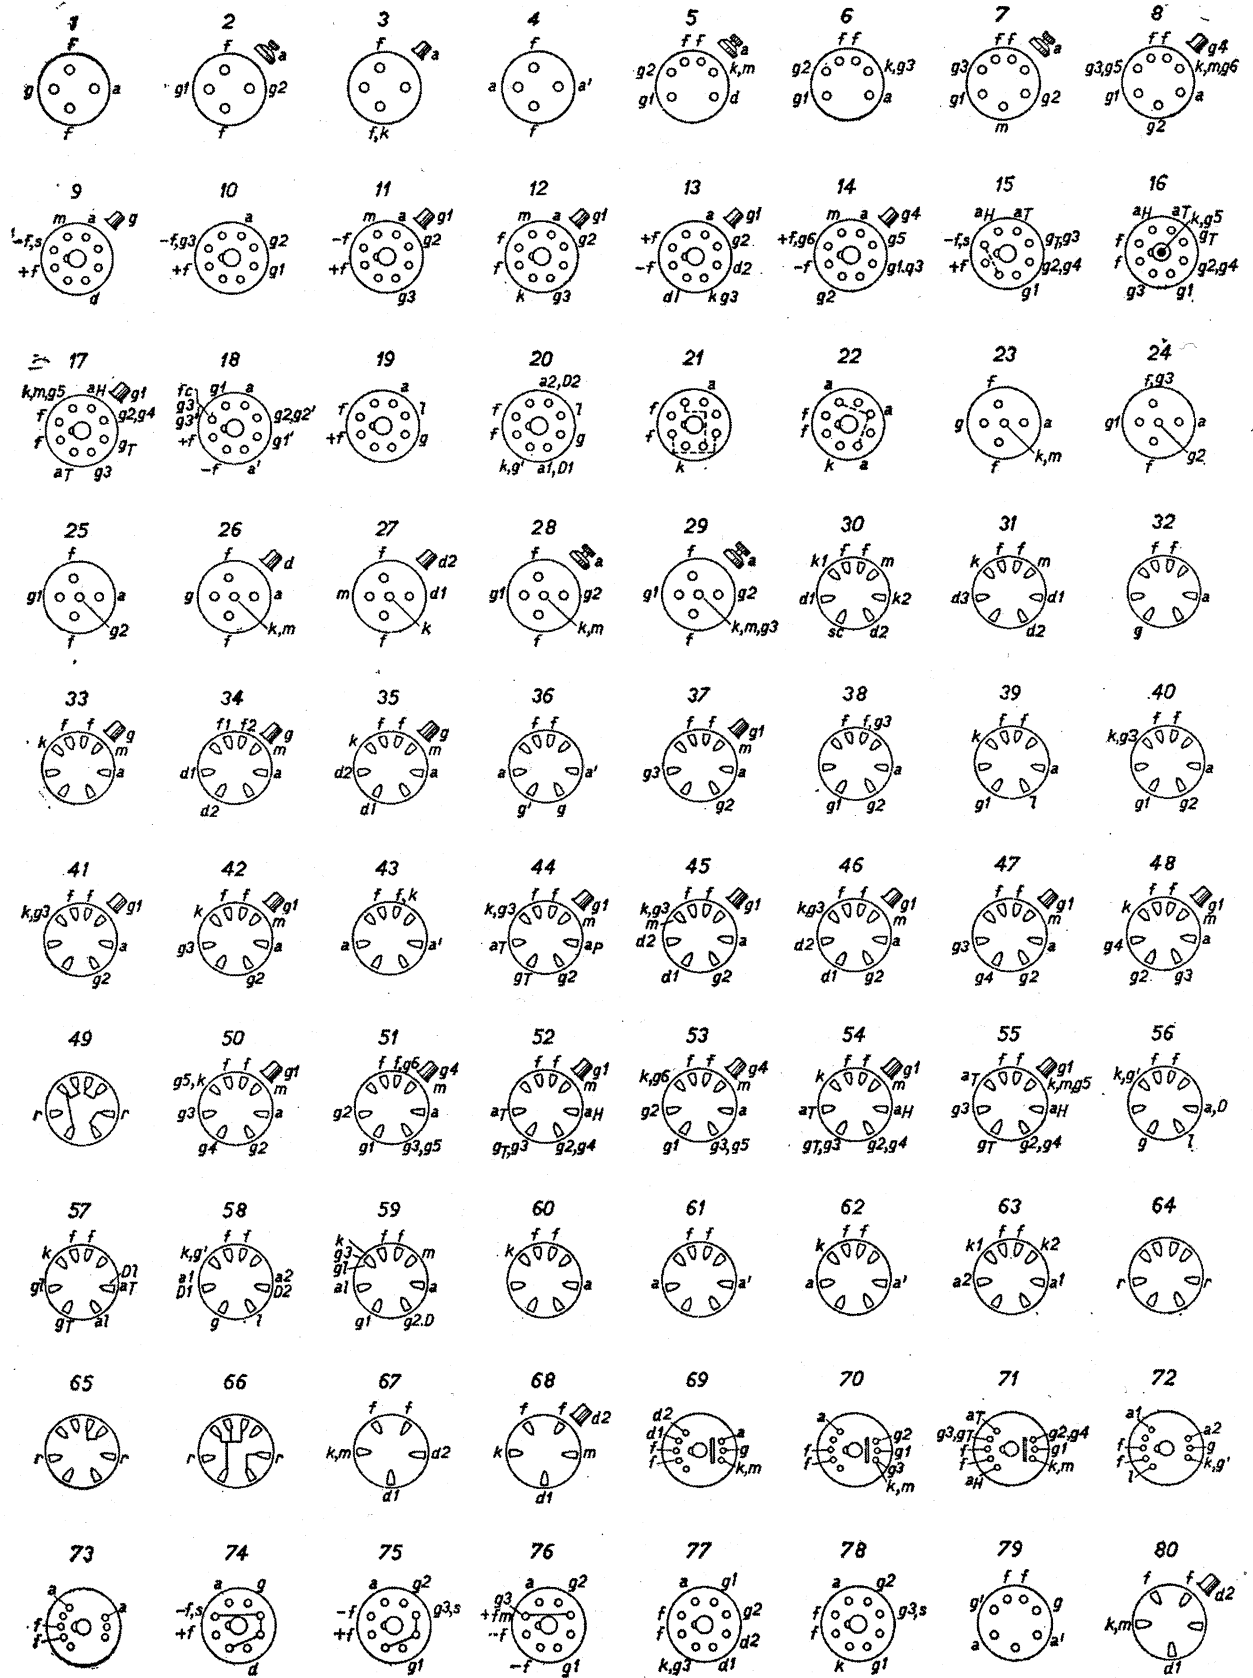 1 2 3 4 5 6 7 8
f f f f f f f f f f f f
a a a g4
g a g1 g2 a a' g2 k,m g2 k,g3 g3 g3,g5 k,m,g6
g1 d g1 a g1 g2 g1 a
f f f,k f m g2
9 10 11 12 13 14 15 16
m a g a m a g1 m a g1 a g1 m a g4 aH aT aH aT k,g5
-f,s -f,g3 g2 -f g2 f g2 +f g2 +f,g6 g5 -f,s gT,g3 f gT
+f +f g1 +f f -f d2 -f g1.g3 +f g2,g4 f g2,g4
d g3 k g3 d1 k g3 g2 g1 g3 g1
17 18 19 20 21 22 23 24
k,m,g5 aH g1 fc g1 a a a2,D2 a a f f,g3
f g2,g4 g3 g2,g2' f l f l f f a
f gT g3' g1' +f g f g f f g a g1 a
+f
aT g3 -f a' k,g' a1,D1 k k a f k,m f g2
25 26 27 28 29 30 31 32
f f d f d2 f a f a k1 f f m k f f m f f
g1 a g a m d1 g1 g2 g1 g2 d1 k2 d3 d1 a
f g2 f k,m f k f k,m f k,m,g3 sc d2 d2 g
33 34 35 36 37 38 39 40
f f g f1 f2 g f f g f f f f g1 f f,g3 f f f f
k m m k m m k k,g3
a d1 a d2 a a a' g3 a a a a
d2 d1 g' g g2 g1 g2 g1 l g1 g2
41 42 43 44 45 46 47 48
f f g1 f f g1 f f,k f f g1 f f g1 f f g1 f f g1 f f g1
k,g3 k m k,g3 m k,g3 k,g3 m m k m
m
a g3 a a a' aT aP d2 a d2 a g3 a g4 a
g2 g2 gT g2 d1 g2 d1 g2 g4 g2 g2 g3
49 50 51 52 53 54 55 56
f f g1 f f,g6 g4 f f g1 f f g4 f f g1 f f g1 f f
g5,k m m m k,g6 m k m aT k,m,g5 k,g'
r r g3 a g2 a aT aH g2 a aT aH g3 aH a,D
g4 g2 g1 g3,g5 gT,g3 g2,g4 g1 g3,g5 gT,g3 g2,g4 gT g2,g4 g l
57 58 59 60 61 62 63 64
f f f f k f f f f f f f f f f
k k,g' g3 m k k k1 k2
D1 a1 a2 gl
gl aT D1 D2 al a a a a' a a' a2 a1 r r
gT al g l g1 g2.D
65 66 67 68 69 70 71 72
f f f f d2 d2 a aT a1
d1 a g2 g3,gT g2,g4 a2
r r r r k,m d2 k m f g f g1 f g1 f g
f k,m f g3 f k,m f k,g'
d1 d1 k,m aH l
73 74 75 76 77 78 79 80
a a g a g2 a g2 a g1 a g2 f f f f d2
a -f,s -f g3,s g3 f g2 f g3,s g' g
f +f +f +fm f d2 f a a' k,m
f -f
d g1 -f g1 k,g3 d1 k g1 d1